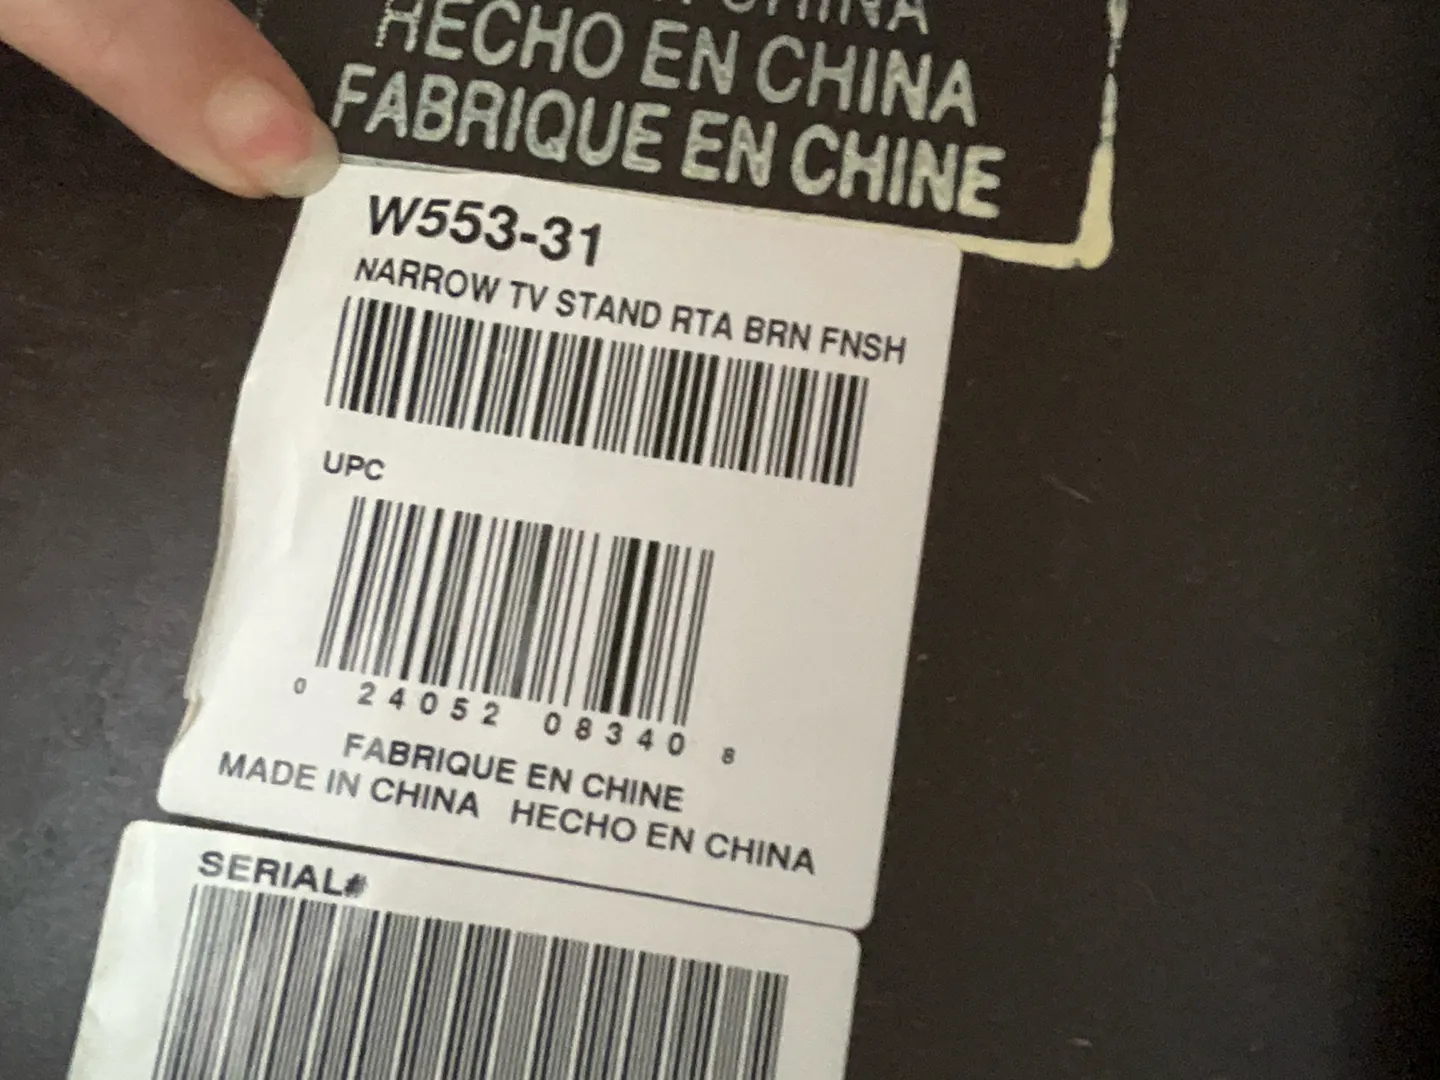 CHINA
HECHO EN CHINA
FABRIQUE EN CHINE
W553-31
NARROW TV STAND RTA BRN FNSH
UPC
0 24052 08340 8
FABRIQUE EN CHINE
MADE IN CHINA HECHO EN CHINA
SERIAL#